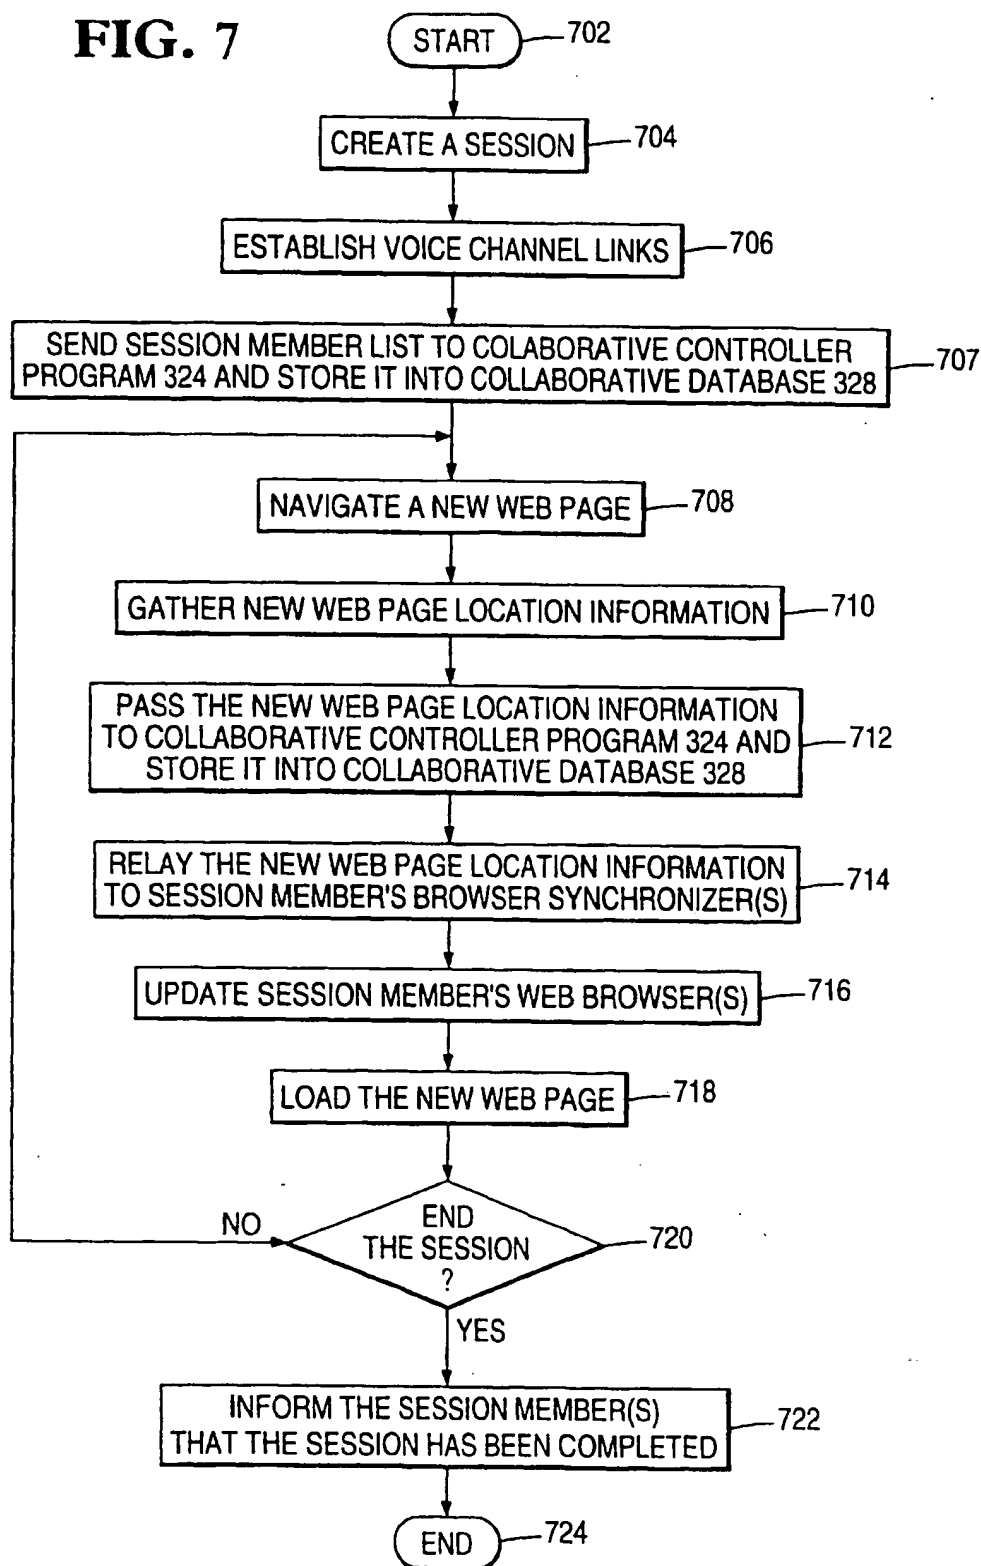 FIG. 7
START
702
CREATE A SESSION
704
ESTABLISH VOICE CHANNEL LINKS
706
SEND SESSION MEMBER LIST TO COLABORATIVE CONTROLLER
PROGRAM 324 AND STORE IT INTO COLLABORATIVE DATABASE 328
707
NAVIGATE A NEW WEB PAGE
708
GATHER NEW WEB PAGE LOCATION INFORMATION
710
PASS THE NEW WEB PAGE LOCATION INFORMATION
TO COLLABORATIVE CONTROLLER PROGRAM 324 AND
STORE IT INTO COLLABORATIVE DATABASE 328
712
RELAY THE NEW WEB PAGE LOCATION INFORMATION
TO SESSION MEMBER'S BROWSER SYNCHRONIZER(S)
714
UPDATE SESSION MEMBER'S WEB BROWSER(S)
716
LOAD THE NEW WEB PAGE
718
END
THE SESSION
?
720
NO
YES
INFORM THE SESSION MEMBER(S)
THAT THE SESSION HAS BEEN COMPLETED
722
END
724